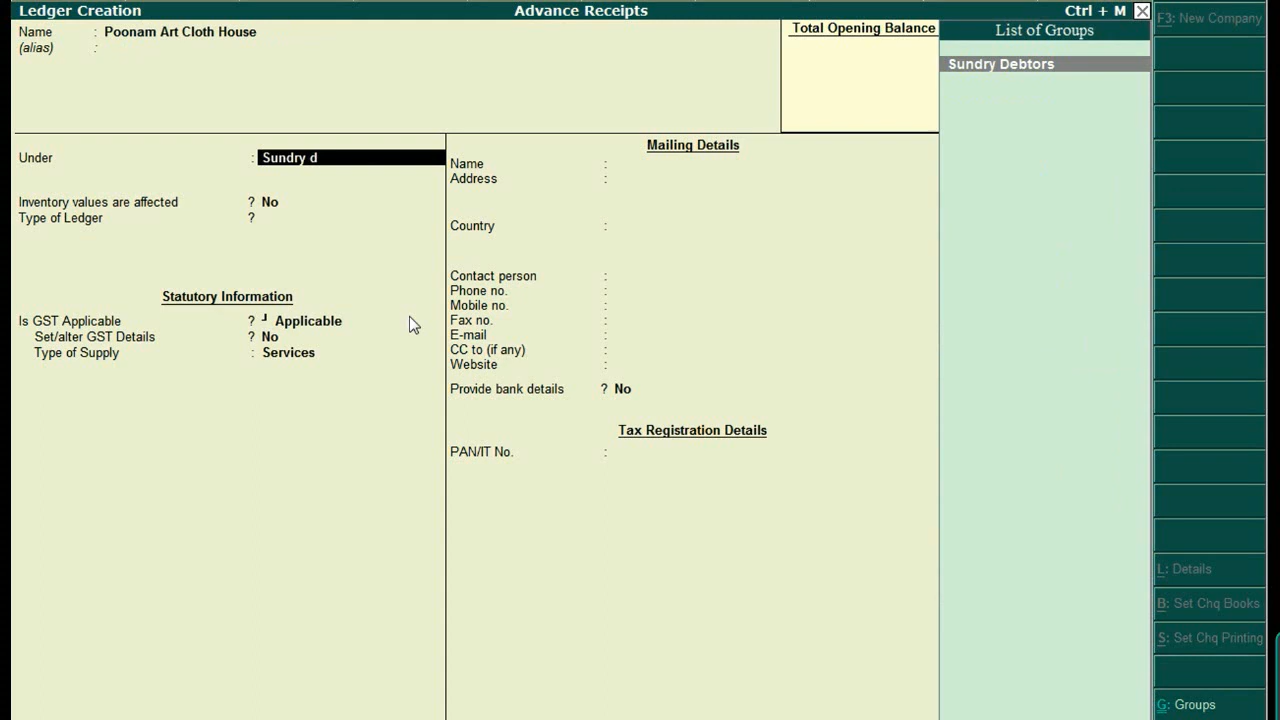 Ledger Creation Advance Receipts Ctrl + M
Name : Poonam Art Cloth House
(alias) :
Total Opening Balance
List of Groups
Sundry Debtors
Under : Sundry d
Inventory values are affected ? No
Type of Ledger ?
Statutory Information
Is GST Applicable ? ┘ Applicable
Set/alter GST Details ? No
Type of Supply : Services
Mailing Details
Name :
Address :
Country :
Contact person :
Phone no. :
Mobile no. :
Fax no. :
E-mail :
CC to (if any) :
Website :
Provide bank details ? No
Tax Registration Details
PAN/IT No. :
F3: New Company
L: Details
B: Set Chq Books
S: Set Chq Printing
G: Groups